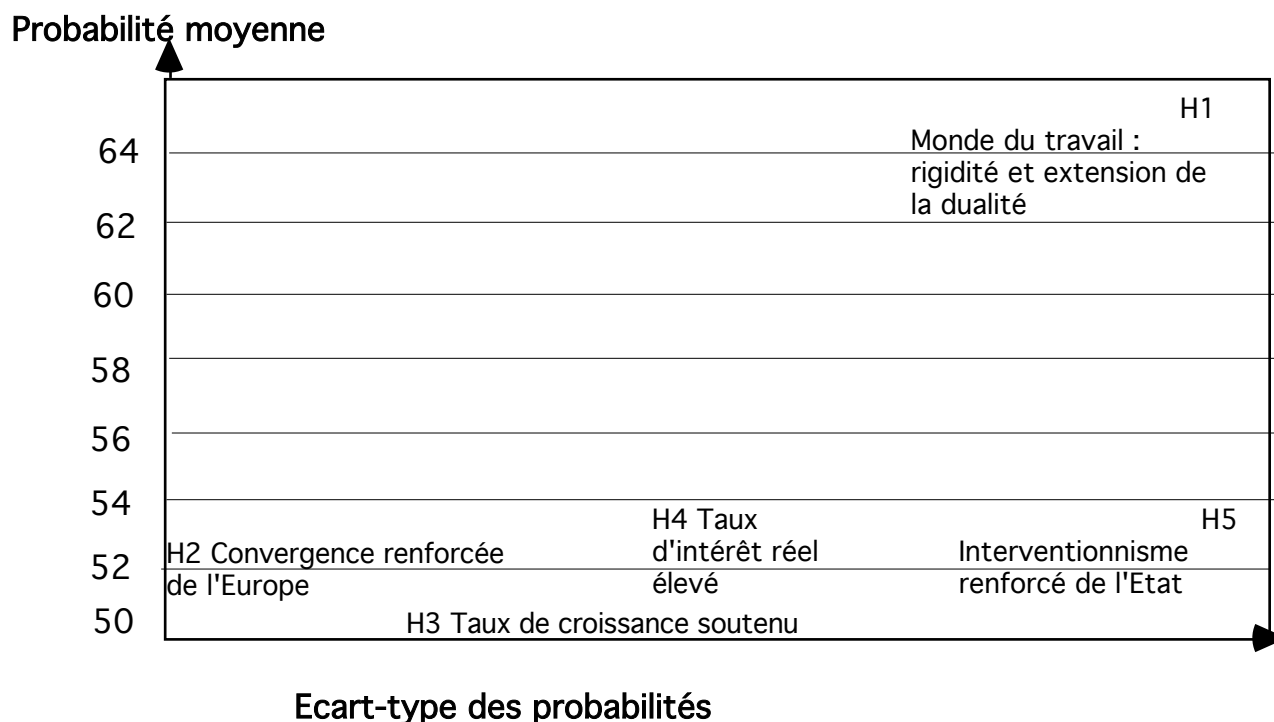 Probabilité moyenne
H1
64
Monde du travail :
rigidité et extension de
la dualité
62
60
58
56
54
H4 Taux
d'intérêt réel
élevé
H5
Interventionnisme
renforcé de l'Etat
H2 Convergence renforcée
de l'Europe
52
50
H3 Taux de croissance soutenu
Ecart-type des probabilités